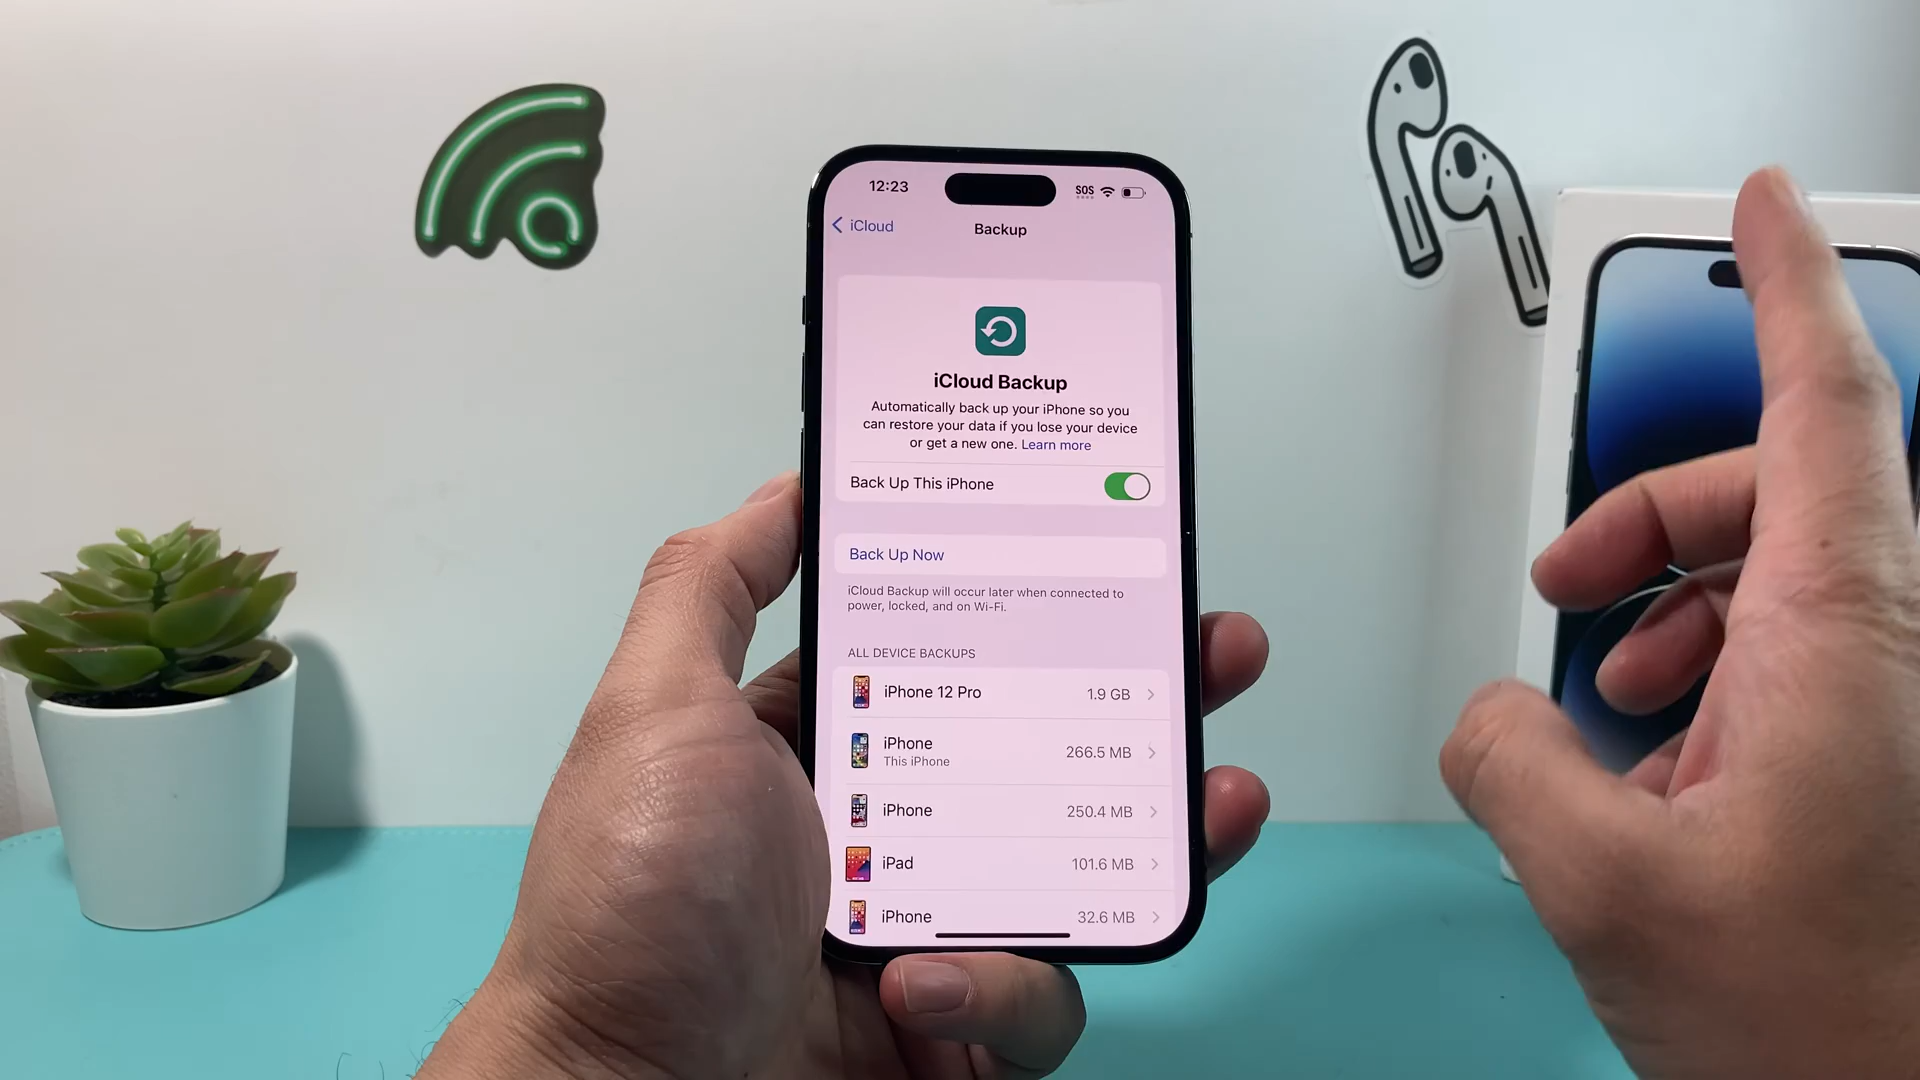 12:23
SOS
iCloud
Backup
iCloud Backup
Automatically back up your iPhone so you
can restore your data if you lose your device
or get a new one. Learn more
Back Up This iPhone
Back Up Now
iCloud Backup will occur later when connected to
power, locked, and on Wi-Fi.
ALL DEVICE BACKUPS
iPhone 12 Pro 1.9 GB
iPhone 266.5 MB
This iPhone
iPhone 250.4 MB
iPad 101.6 MB
iPhone 32.6 MB